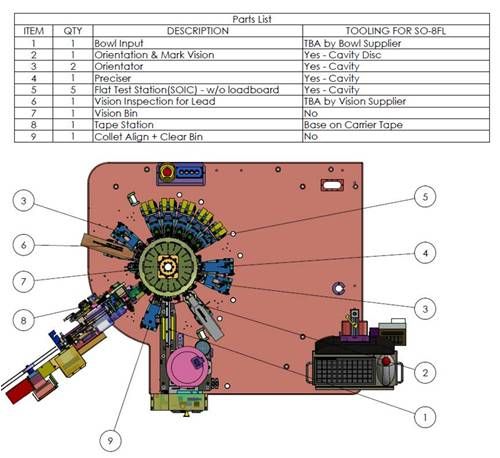 Parts List
ITEM QTY DESCRIPTION TOOLING FOR SO-8FL
1 1 Bowl Input TBA by Bowl Supplier
2 1 Orientation & Mark Vision Yes - Cavity Disc
3 2 Orientator Yes - Cavity
4 1 Preciser Yes - Cavity
5 5 Flat Test Station(SOIC) - w/o loadboard Yes - Cavity
6 1 Vision Inspection for Lead TBA by Vision Supplier
7 1 Vision Bin No
8 1 Tape Station Base on Carrier Tape
9 1 Collet Align + Clear Bin No
3
5
6
4
7
3
8
2
1
9